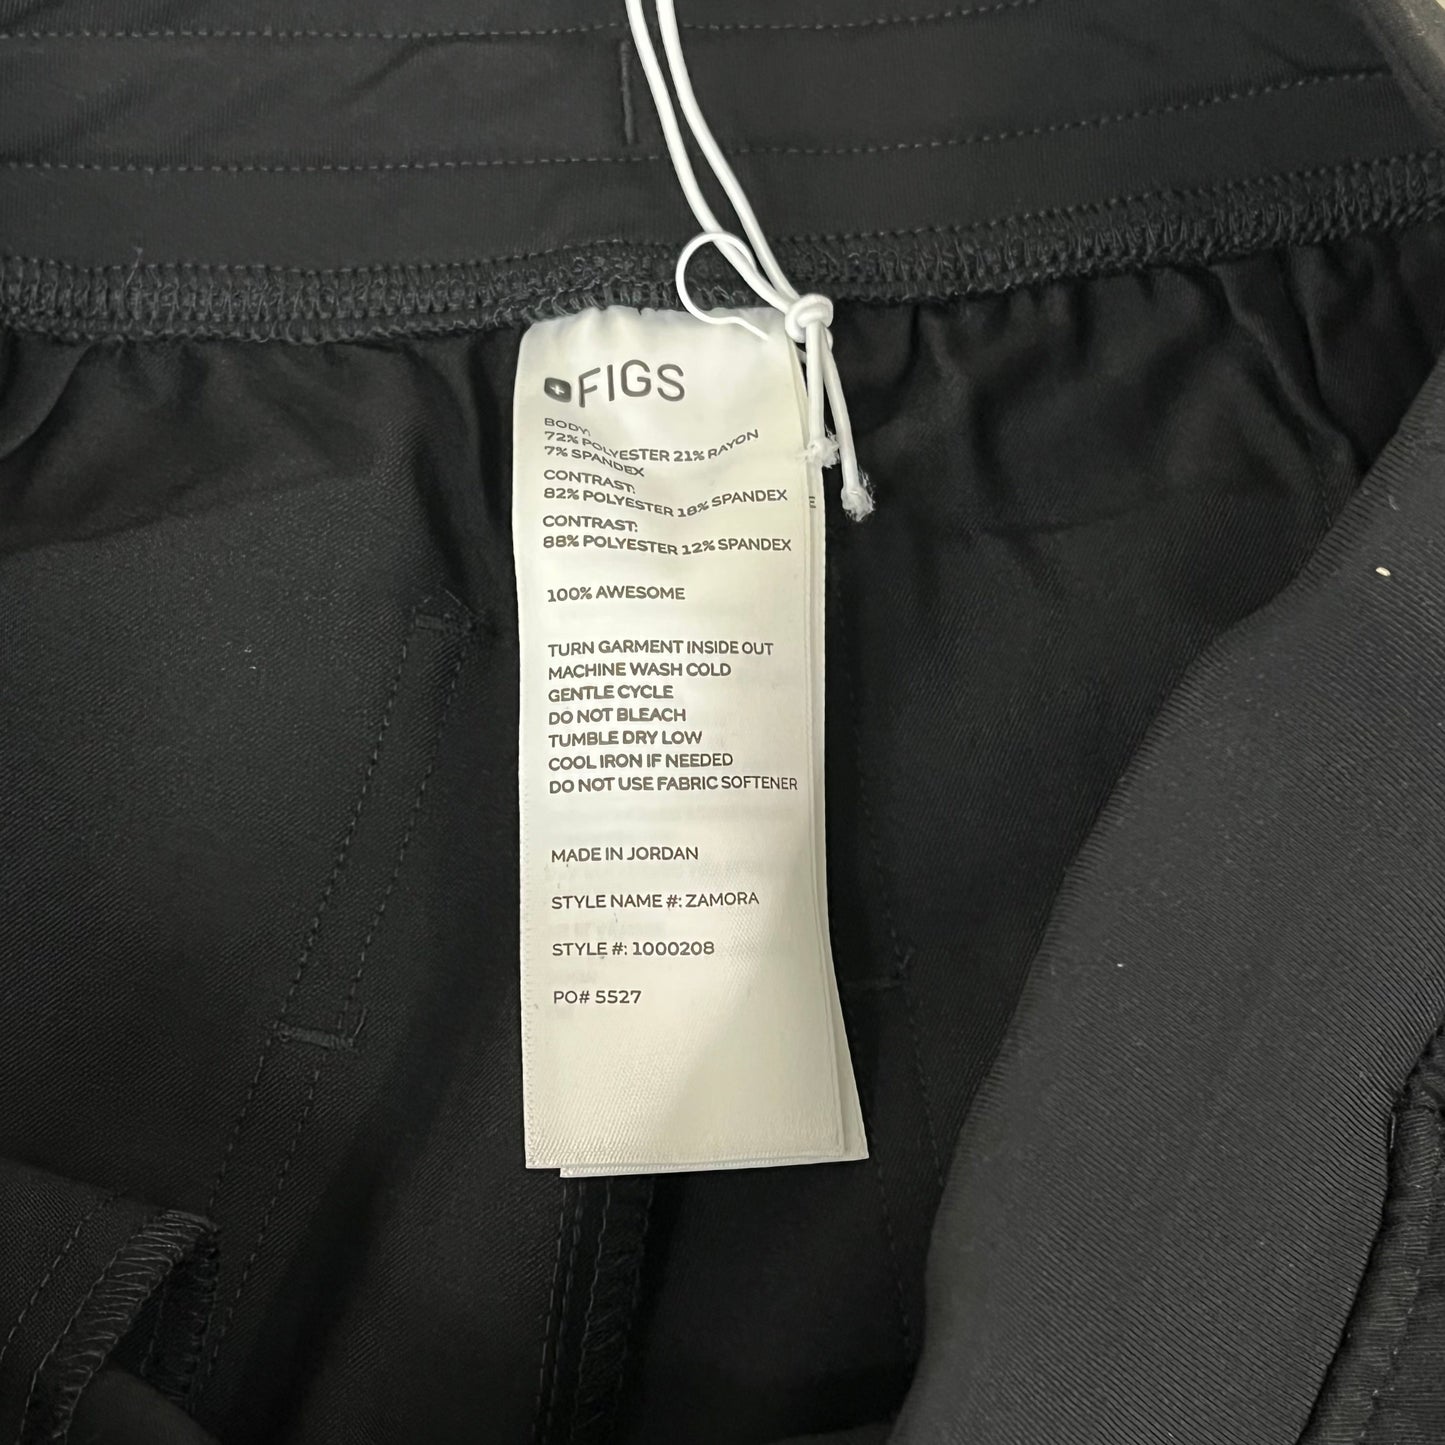 FIGS
BODY:
72% POLYESTER 21% RAYON
7% SPANDEX
CONTRAST:
82% POLYESTER 18% SPANDEX
CONTRAST:
88% POLYESTER 12% SPANDEX
100% AWESOME
TURN GARMENT INSIDE OUT
MACHINE WASH COLD
GENTLE CYCLE
DO NOT BLEACH
TUMBLE DRY LOW
COOL IRON IF NEEDED
DO NOT USE FABRIC SOFTENER
MADE IN JORDAN
STYLE NAME #: ZAMORA
STYLE #: 1000208
PO# 5527